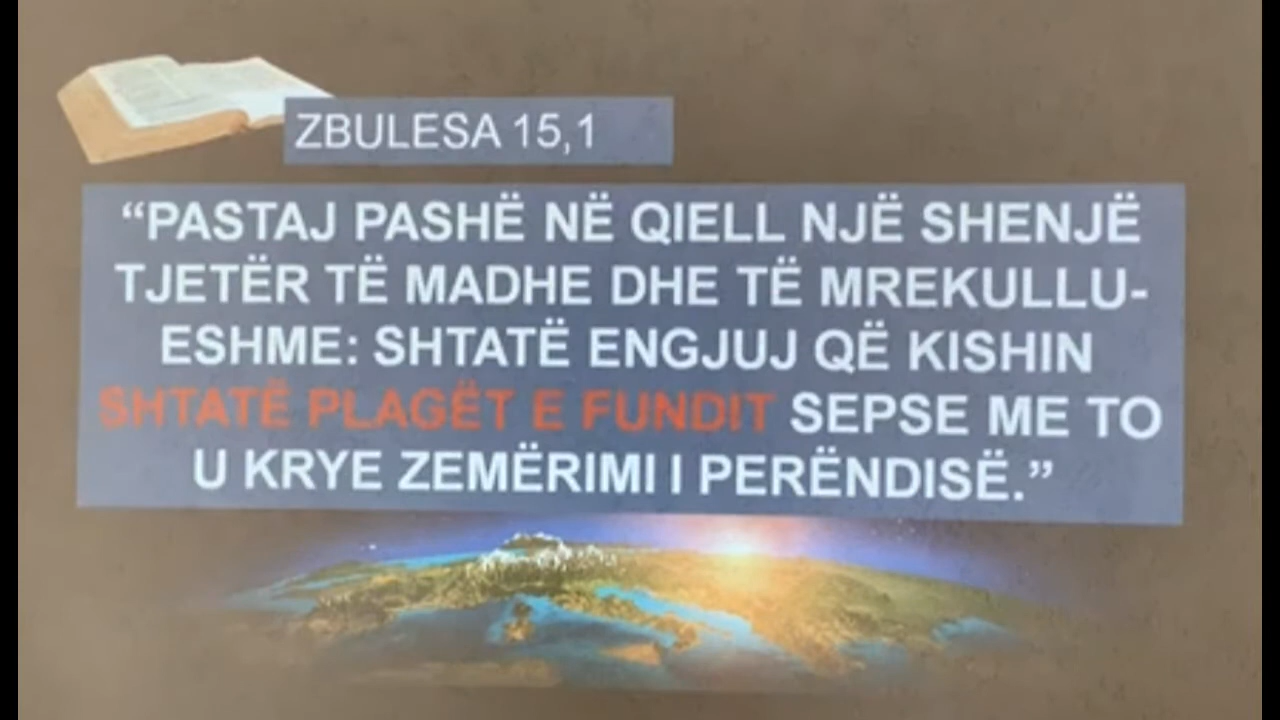 ZBULESA 15,1
“PASTAJ PASHË NË QIELL NJË SHENJË
TJETËR TË MADHE DHE TË MREKULLU-
ESHME: SHTATË ENGJUJ QË KISHIN
SHTATË PLAGËT E FUNDIT SEPSE ME TO
U KRYE ZEMËRIMI I PERËNDISË.”